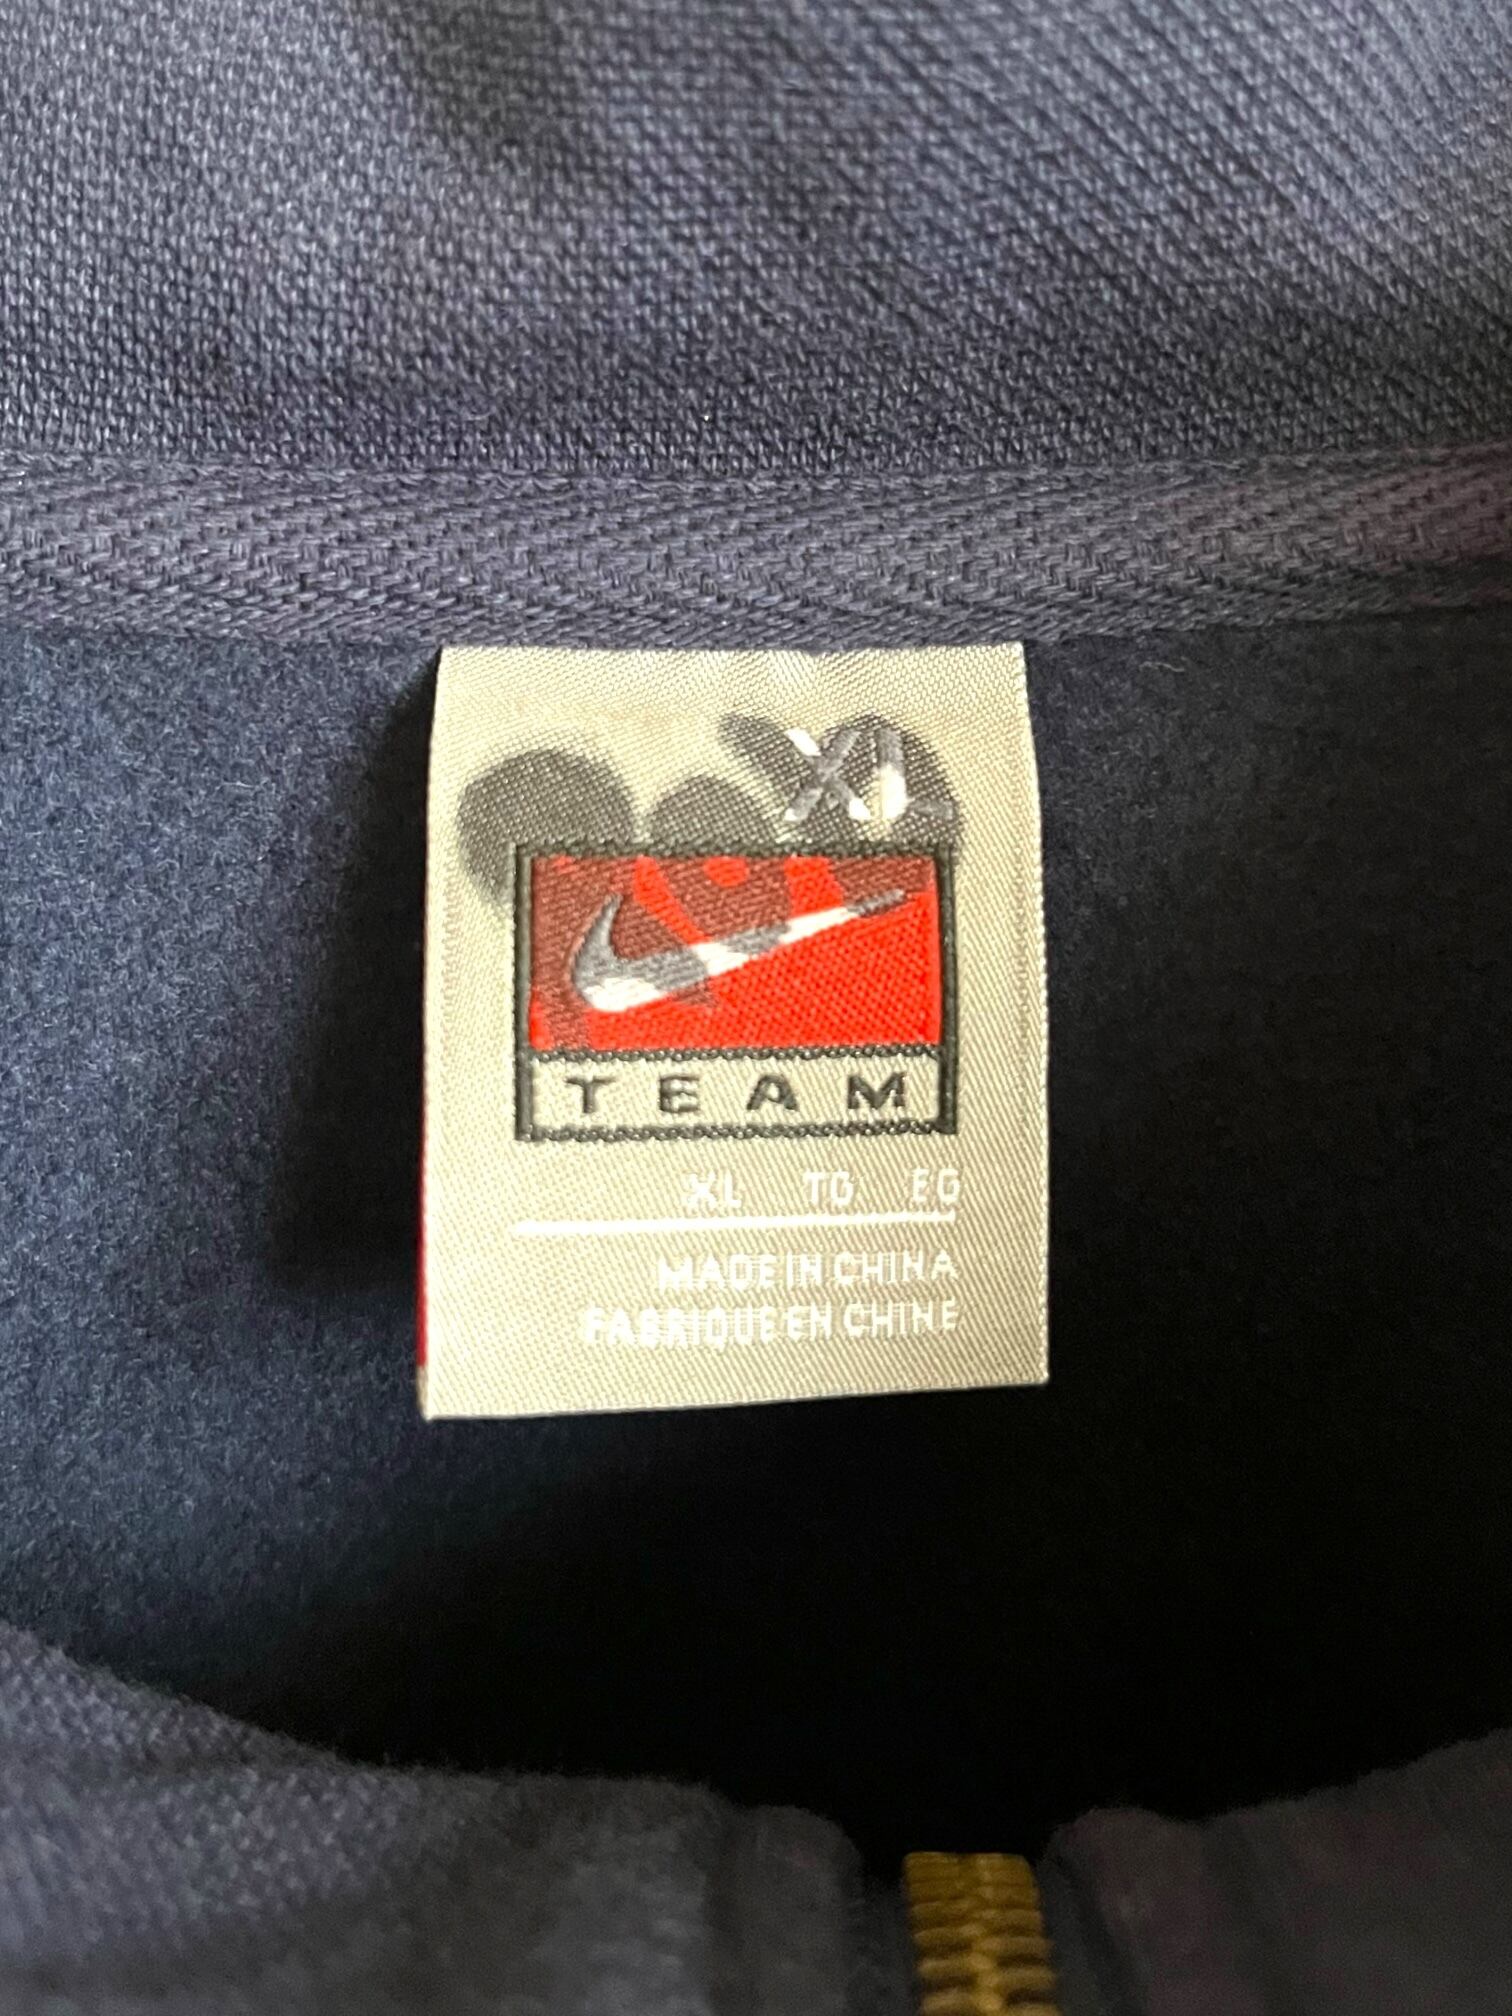 XL
TEAM
XL TG EG
MADE IN CHINA
FABRIQUE EN CHINE